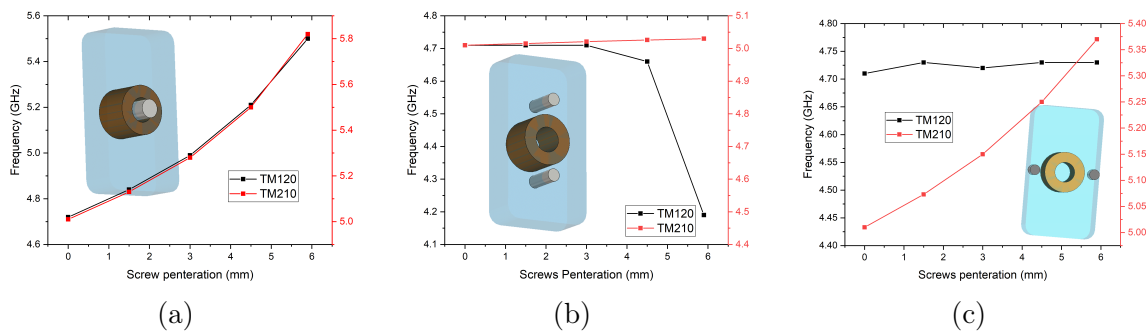 5.6
5.4
5.2
5.0
4.8
4.6
Frequency (GHz)
5.8
5.6
5.4
5.2
5.0
TM120
TM210
0 1 2 3 4 5 6
Screw penteration (mm)
(a)
4.8
4.7
4.6
4.5
4.4
4.3
4.2
4.1
Frequency (GHz)
5.1
5.0
4.9
4.8
4.7
4.6
4.5
4.4
TM120
TM210
0 1 2 3 4 5 6
Screws Penteration (mm)
(b)
4.80
4.75
4.70
4.65
4.60
4.55
4.50
4.45
4.40
Frequency (GHz)
5.40
5.35
5.30
5.25
5.20
5.15
5.10
5.05
5.00
TM120
TM210
0 1 2 3 4 5 6
Screws penetration (mm)
(c)